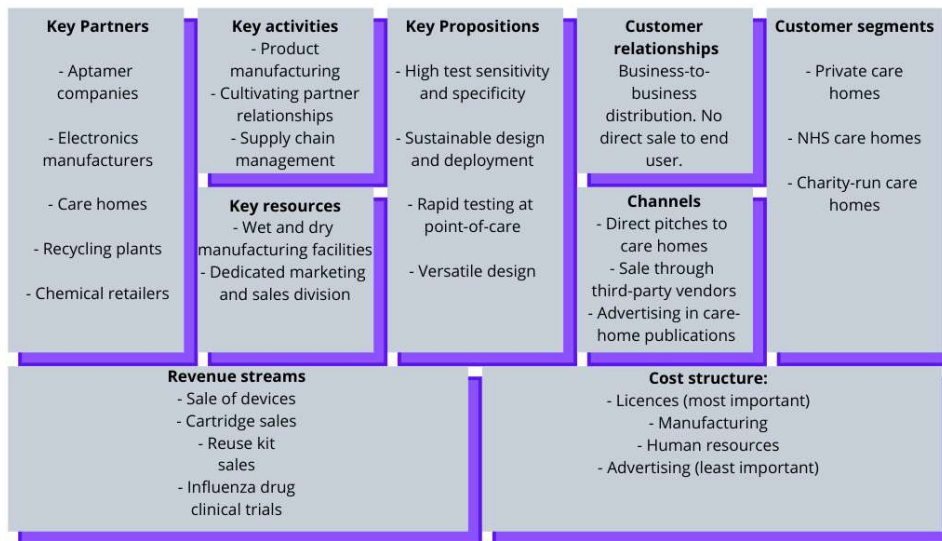 Key Partners
- Aptamer
companies
- Electronics
manufacturers
- Care homes
- Recycling plants
- Chemical retailers
Key activities
- Product
manufacturing
- Cultivating partner
relationships
- Supply chain
management
Key resources
- Wet and dry
manufacturing facilities
- Dedicated marketing
and sales division
Key Propositions
- High test sensitivity
and specificity
- Sustainable design
and deployment
- Rapid testing at
point-of-care
- Versatile design
Customer
relationships
Business-to-
business
distribution. No
direct sale to end
user.
Channels
- Direct pitches to
care homes
- Sale through
third-party vendors
- Advertising in care-
home publications
Customer segments
- Private care
homes
- NHS care homes
- Charity-run care
homes
Revenue streams
- Sale of devices
- Cartridge sales
- Reuse kit
sales
- Influenza drug
clinical trials
Cost structure:
- Licences (most important)
- Manufacturing
- Human resources
- Advertising (least important)